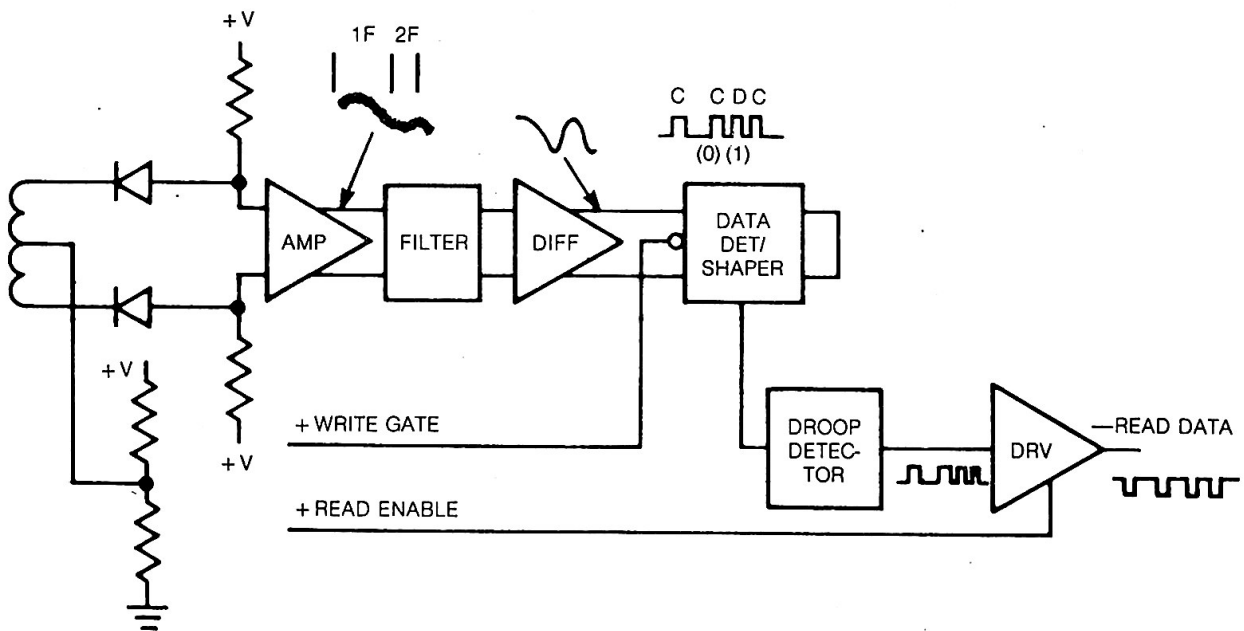 +V
1F 2F
C C D C
(0) (1)
AMP
FILTER
DIFF
DATA
DET/
SHAPER
+V
+ WRITE GATE
+V
DROOP
DETEC-
TOR
DRV
—READ DATA
+ READ ENABLE